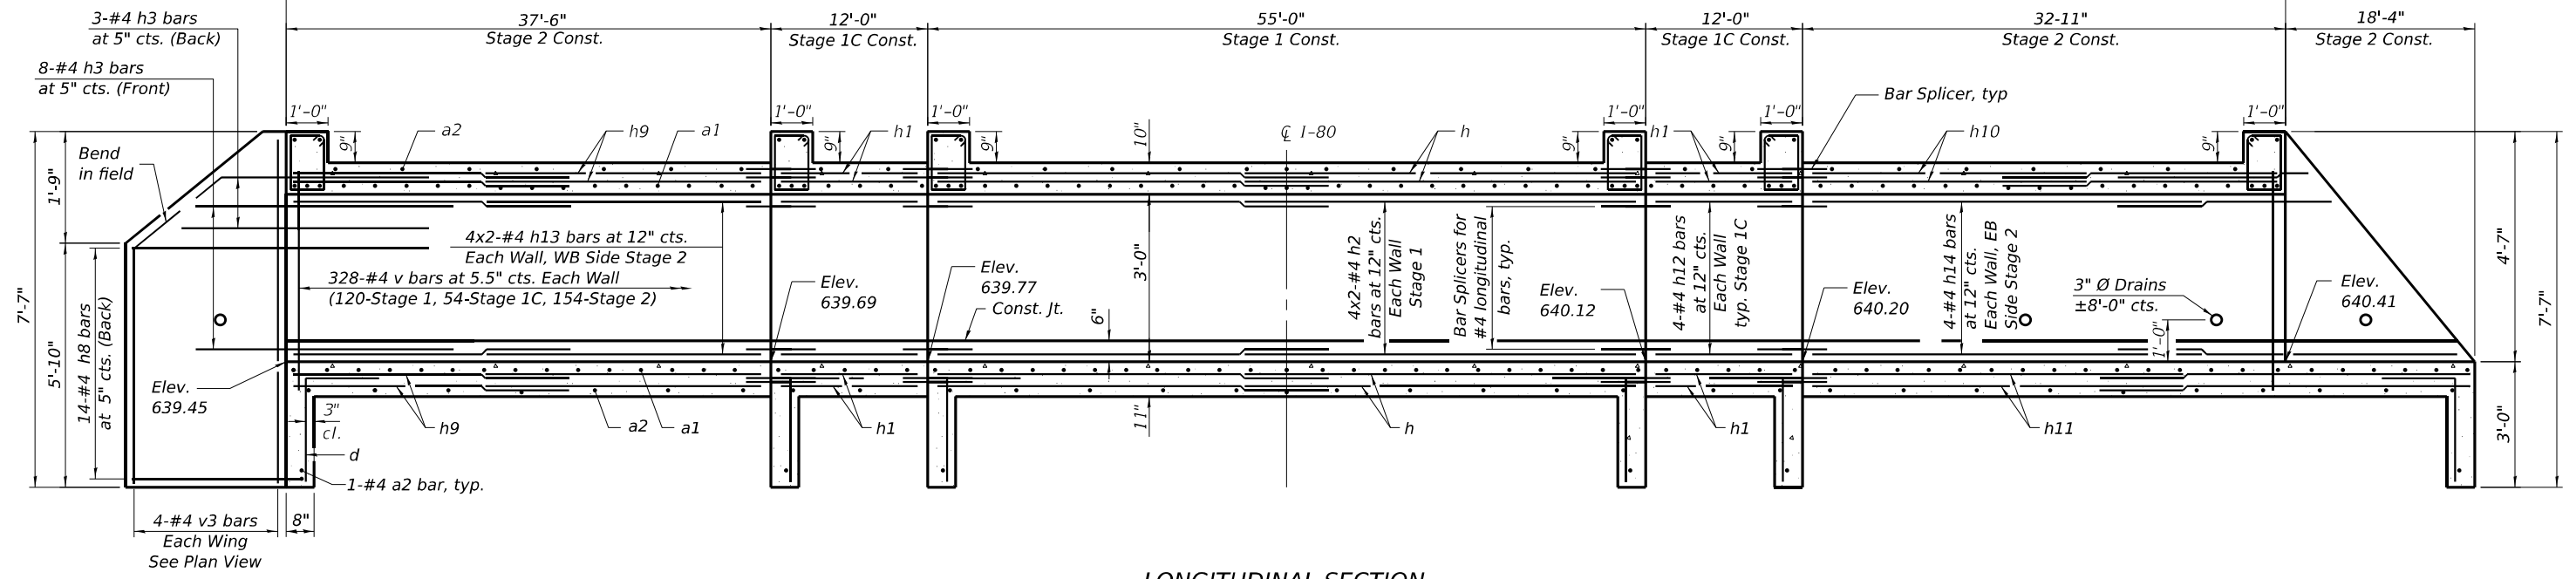 3-#4 h3 bars
at 5" cts. (Back)
8-#4 h3 bars
at 5" cts. (Front)
37'-6"
Stage 2 Const.
12'-0"
Stage 1C Const.
55'-0"
Stage 1 Const.
12'-0"
Stage 1C Const.
32-11"
Stage 2 Const.
18'-4"
Stage 2 Const.
1'-0"
1'-0"
1'-0"
1'-0"
1'-0"
1'-0"
Bar Splicer, typ
Bend
in field
a2
9"
h9
a1
9"
h1
9"
10"
℄ I-80
h
9"
h1
9"
h10
9"
7'-7"
1'-9"
5'-10"
14-#4 h8 bars
at 5" cts. (Back)
4x2-#4 h13 bars at 12" cts.
Each Wall, WB Side Stage 2
328-#4 v bars at 5.5" cts. Each Wall
(120-Stage 1, 54-Stage 1C, 154-Stage 2)
Elev.
639.69
Elev.
639.77
Const. Jt.
6"
3'-0"
4x2-#4 h2
bars at 12" cts.
Each Wall
Stage 1
Bar Splicers for
#4 longitudinal
bars, typ.
Elev.
640.12
4-#4 h12 bars
at 12" cts.
Each Wall
typ. Stage 1C
Elev.
640.20
4-#4 h14 bars
at 12" cts.
Each Wall, EB
Side Stage 2
3" Ø Drains
±8'-0" cts.
1'-0"
Elev.
640.41
4'-7"
7'-7"
3'-0"
Elev.
639.45
3"
cl.
h9
d
1-#4 a2 bar, typ.
a2
a1
h1
11"
h
h1
h11
4-#4 v3 bars
Each Wing
See Plan View
8"
LONGITUDINAL SECTION